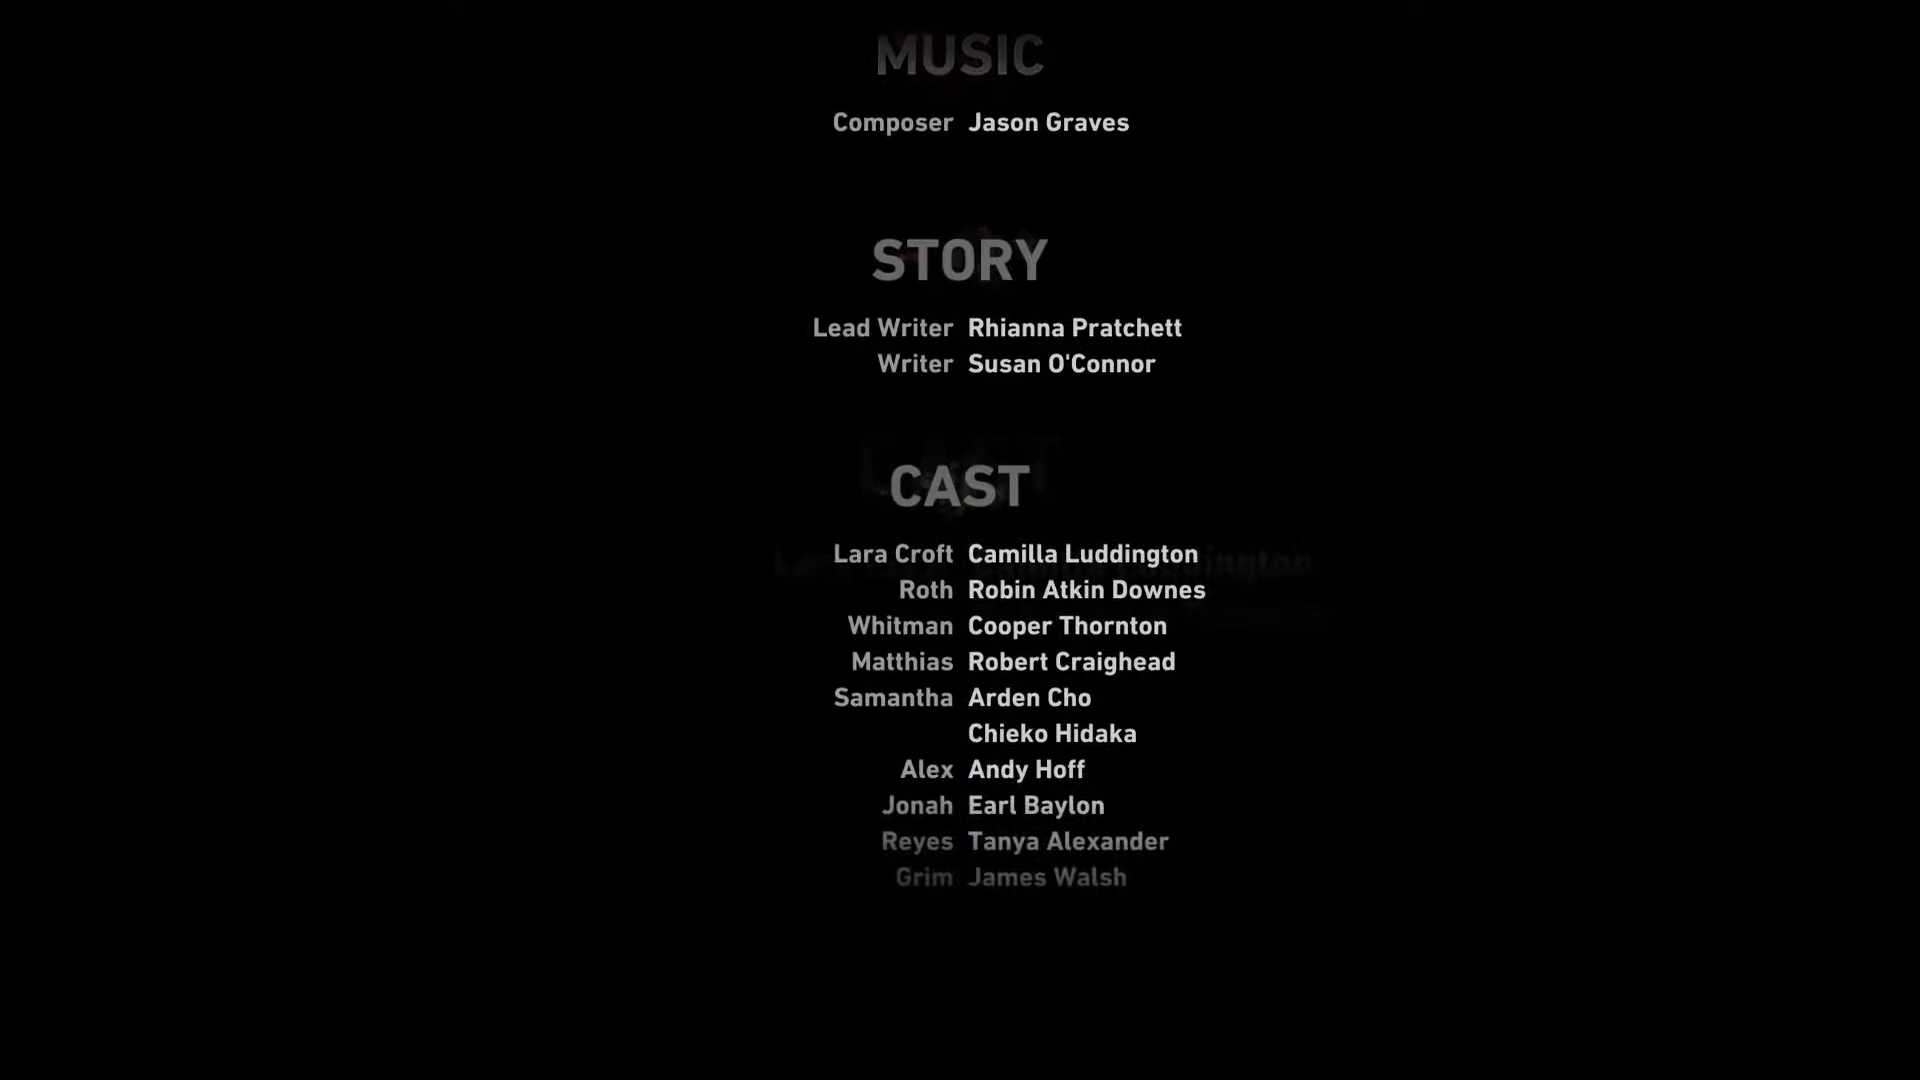 MUSIC
Composer Jason Graves
STORY
Lead Writer Rhianna Pratchett
Writer Susan O'Connor
CAST
Lara Croft Camilla Luddington
Roth Robin Atkin Downes
Whitman Cooper Thornton
Matthias Robert Craighead
Samantha Arden Cho
Chieko Hidaka
Alex Andy Hoff
Jonah Earl Baylon
Reyes Tanya Alexander
Grim James Walsh